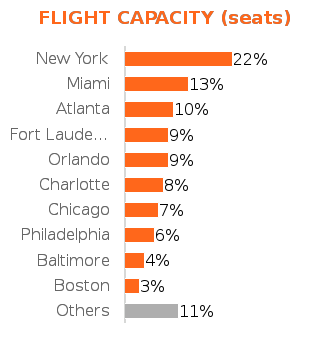 FLIGHT CAPACITY (seats)
New York 22%
Miami 13%
Atlanta 10%
Fort Laude... 9%
Orlando 9%
Charlotte 8%
Chicago 7%
Philadelphia 6%
Baltimore 4%
Boston 3%
Others 11%